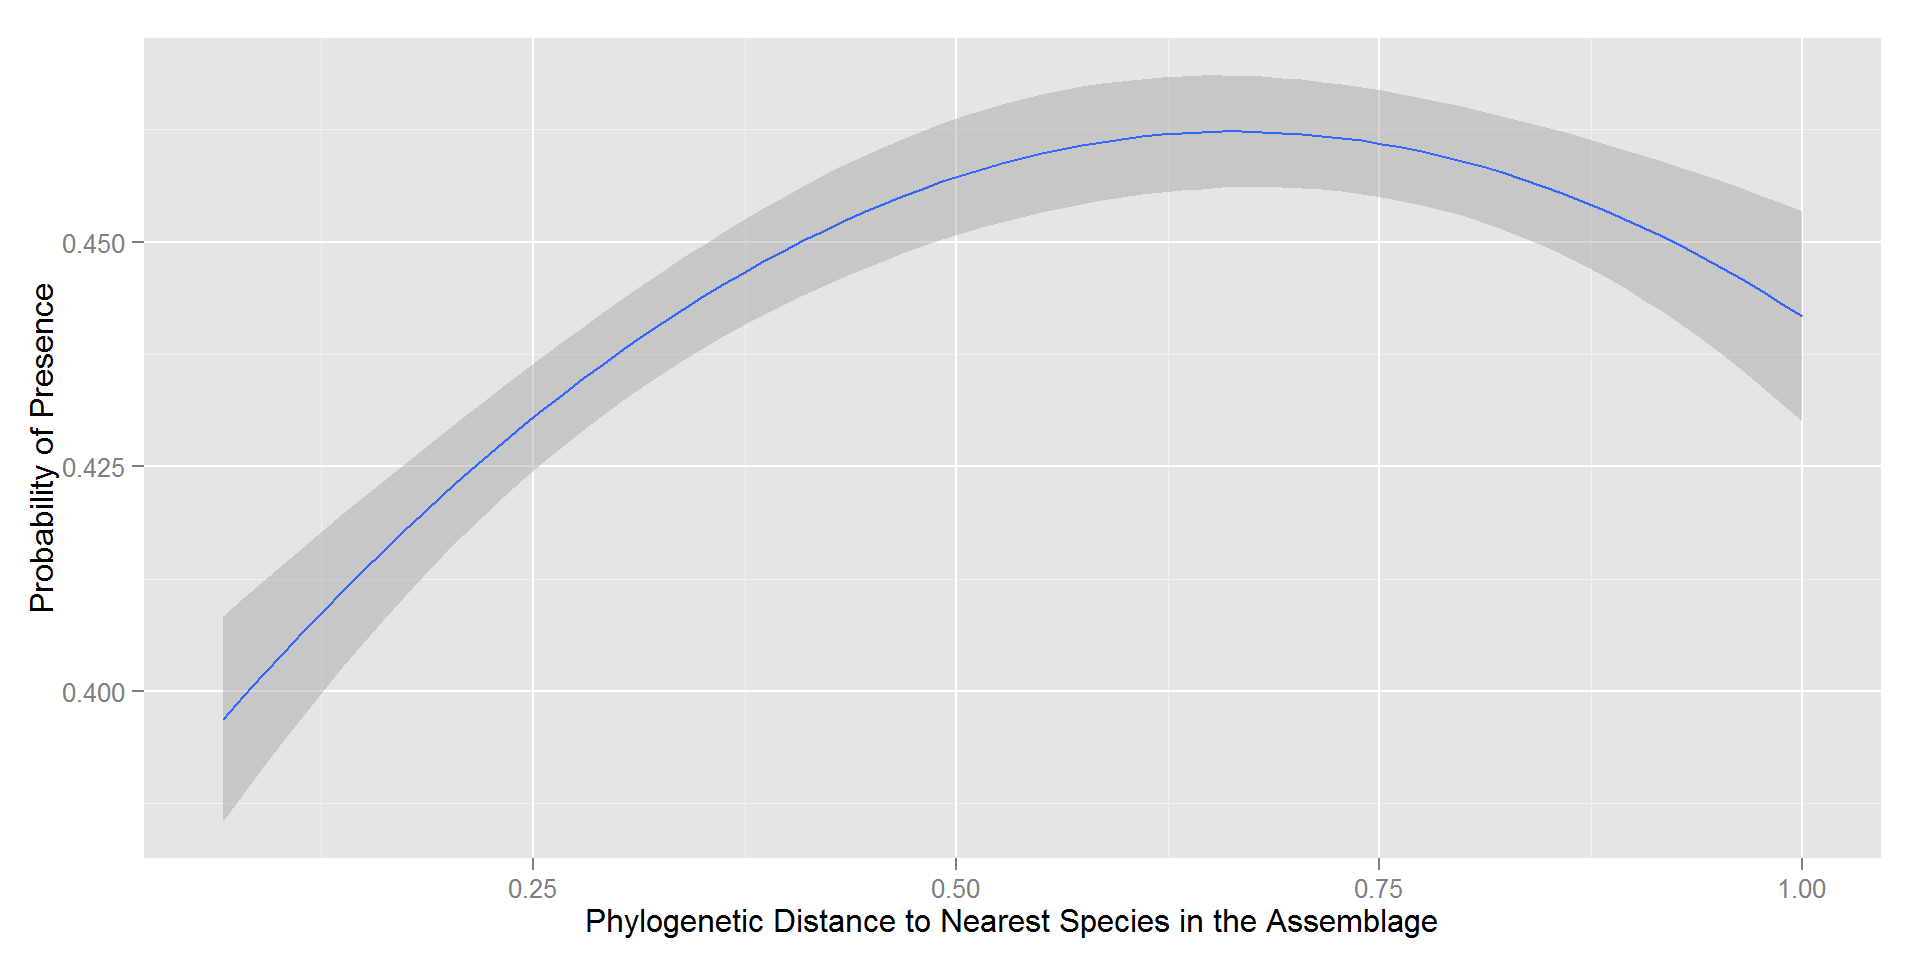 Probability of Presence
0.450
0.425
0.400
0.25 0.50 0.75 1.00
Phylogenetic Distance to Nearest Species in the Assemblage